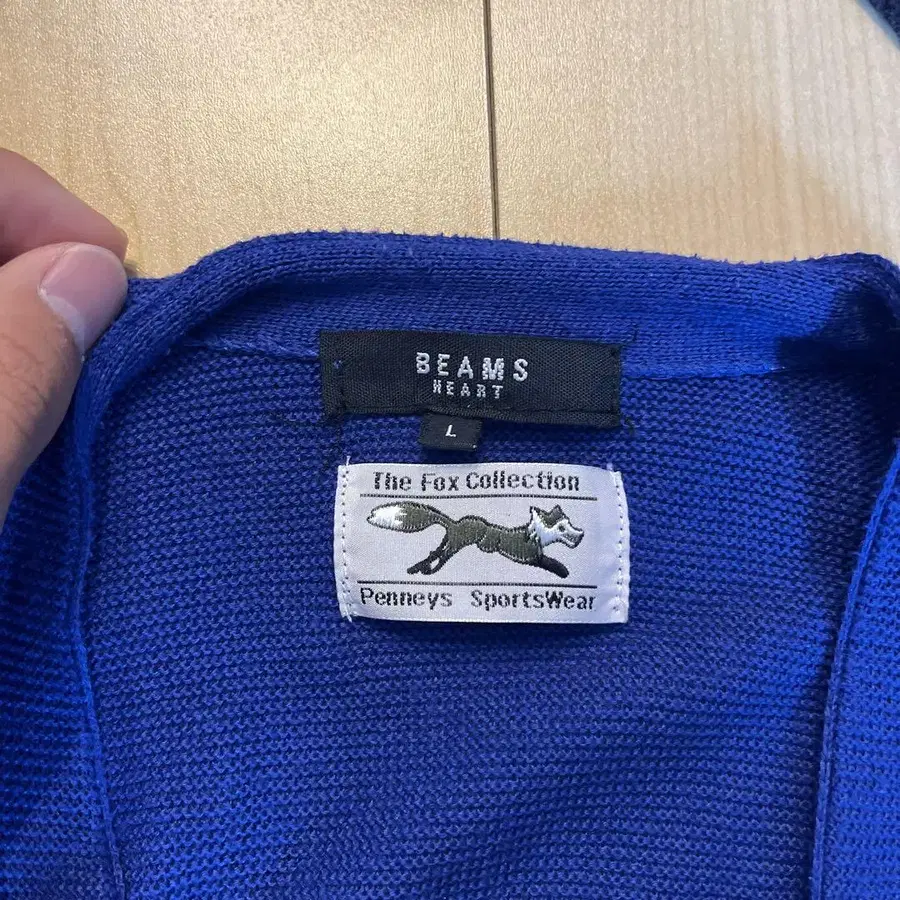 BEAMS
HEART
L
The Fox Collection
Penneys SportsWear